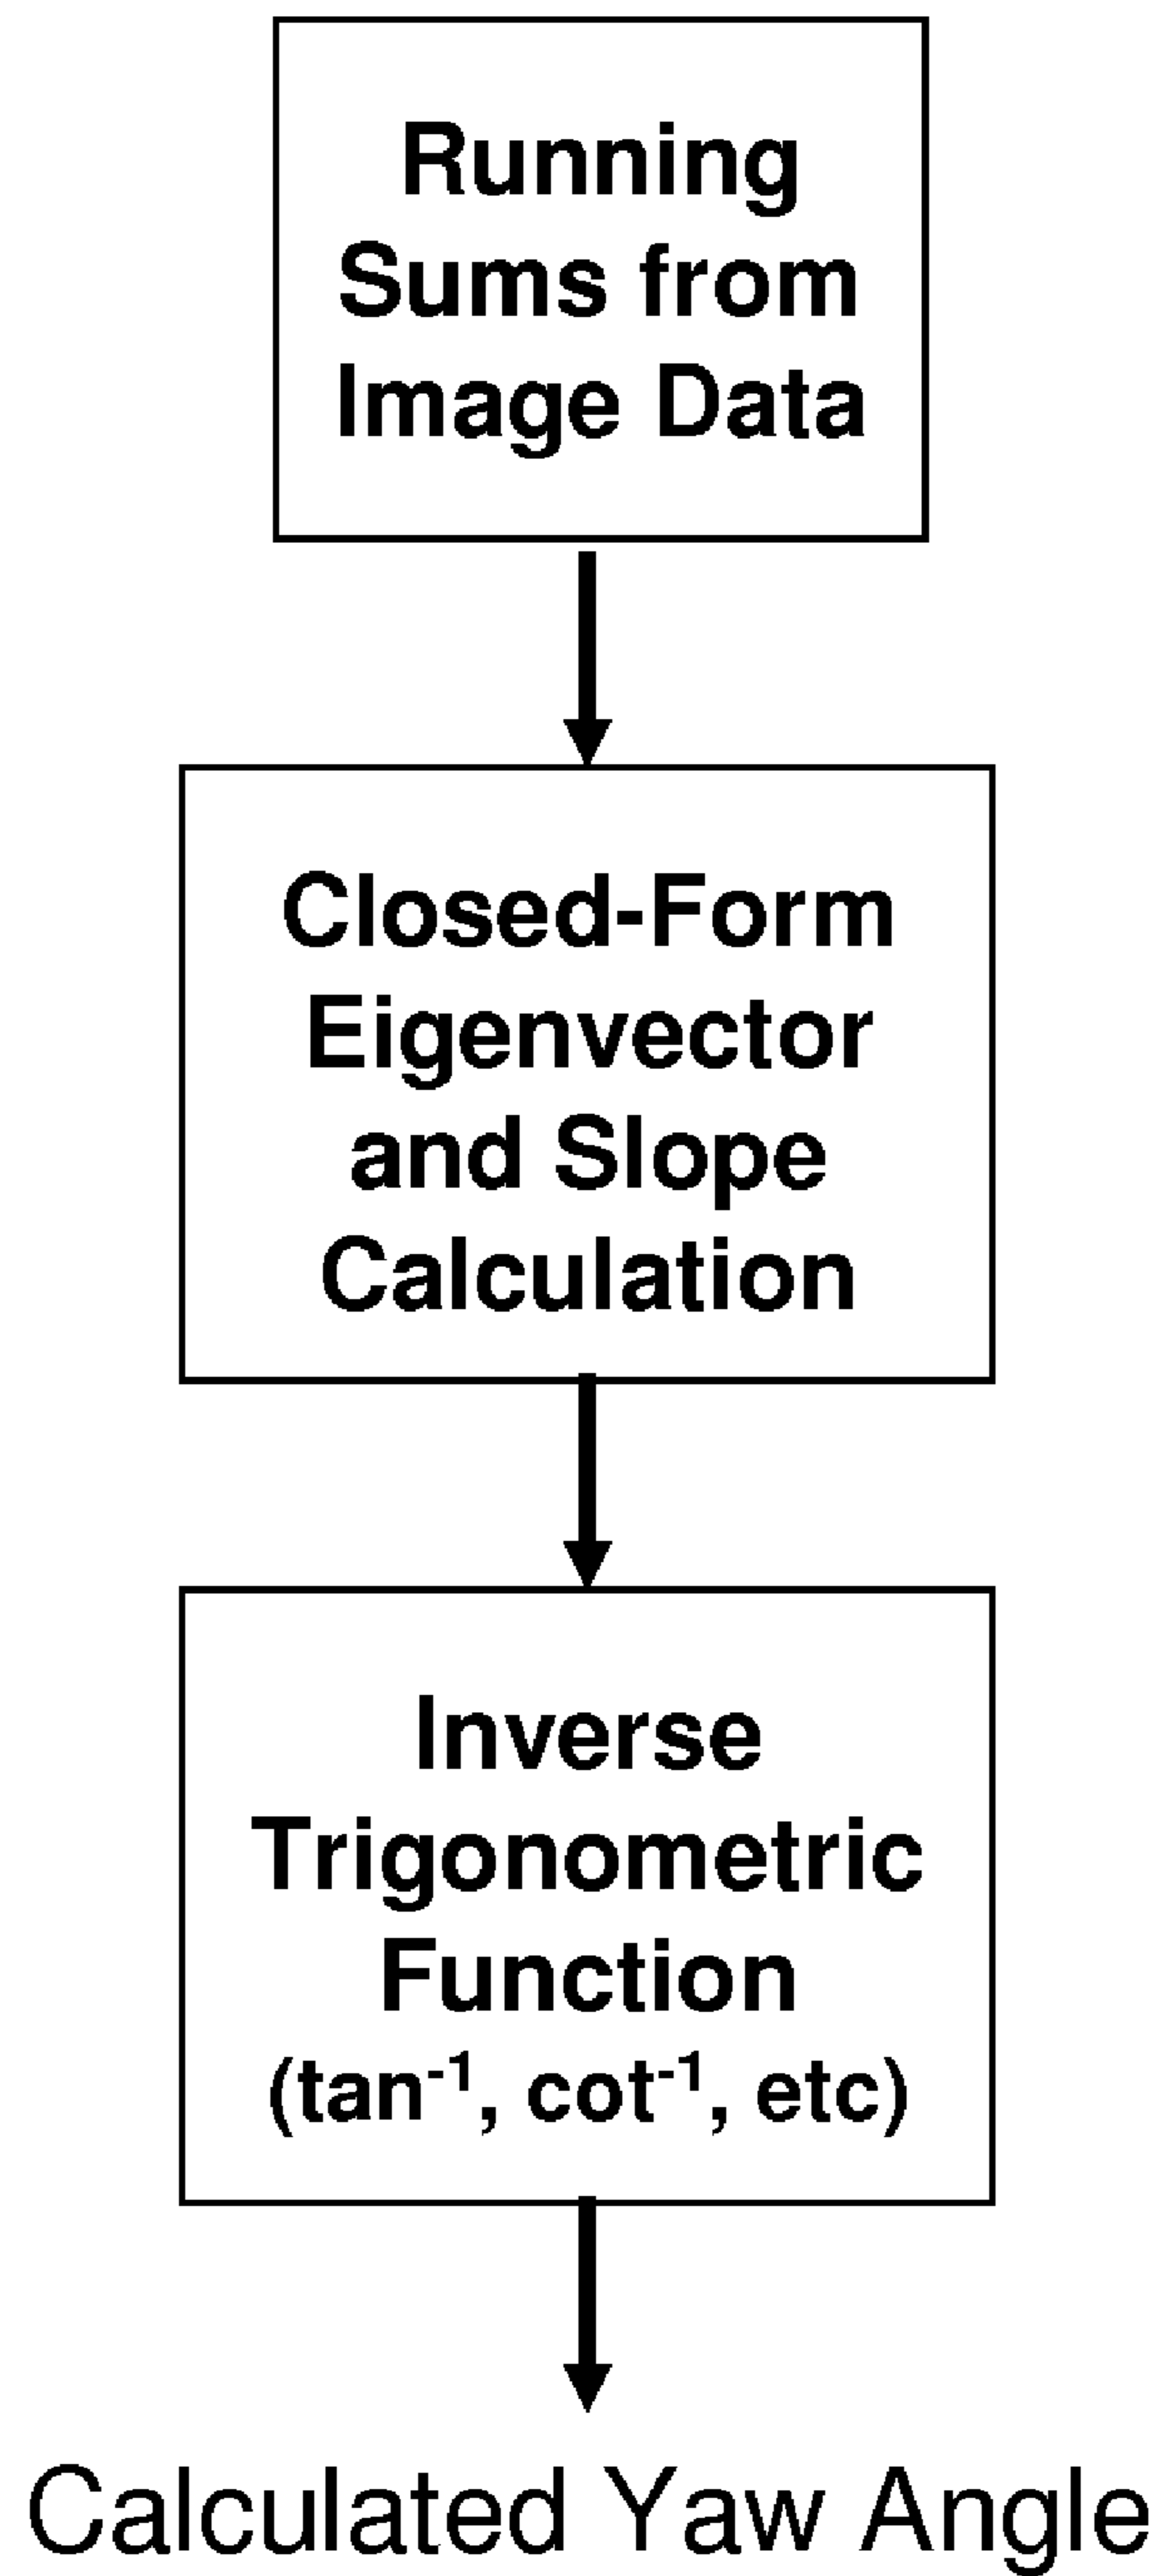 Running
Sums from
Image Data
Closed-Form
Eigenvector
and Slope
Calculation
Inverse
Trigonometric
Function
(tan⁻¹, cot⁻¹, etc)
Calculated Yaw Angle